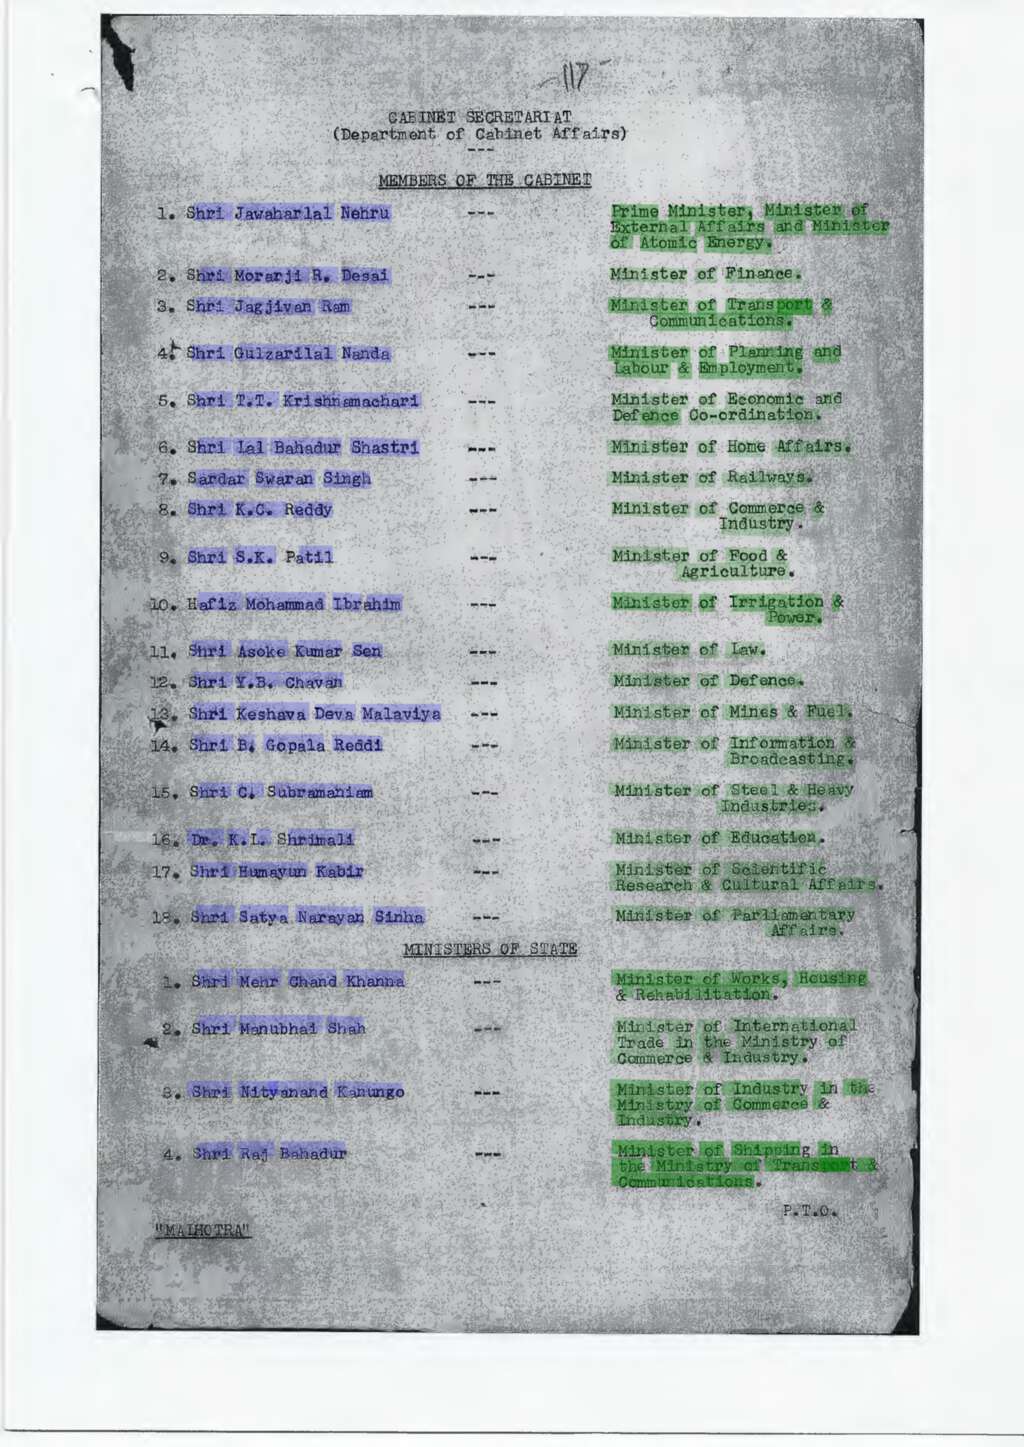 -117-
CABINET SECRETARIAT
(Department of Cabinet Affairs)
---
MEMBERS OF THE CABINET
1. Shri Jawaharlal Nehru --- Prime Minister, Minister of
External Affairs and Minister
of Atomic Energy.
2. Shri Morarji R. Desai --- Minister of Finance.
3. Shri Jagjivan Ram --- Minister of Transport &
Communications.
4. Shri Gulzarilal Nanda --- Minister of Planning and
Labour & Employment.
5. Shri T.T. Krishnamachari --- Minister of Economic and
Defence Co-ordination.
6. Shri Lal Bahadur Shastri --- Minister of Home Affairs.
7. Sardar Swaran Singh --- Minister of Railways.
8. Shri K.C. Reddy --- Minister of Commerce &
Industry.
9. Shri S.K. Patil --- Minister of Food &
Agriculture.
10. Hafiz Mohammad Ibrahim --- Minister of Irrigation &
Power.
11. Shri Asoke Kumar Sen --- Minister of Law.
12. Shri Y.B. Chavan --- Minister of Defence.
13. Shri Keshava Deva Malaviya --- Minister of Mines & Fuel.
14. Shri B. Gopala Reddi --- Minister of Information &
Broadcasting.
15. Shri C. Subramaniam --- Minister of Steel & Heavy
Industries.
16. Dr. K.L. Shrimali --- Minister of Education.
17. Shri Humayun Kabir --- Minister of Scientific
Research & Cultural Affairs.
18. Shri Satya Narayan Sinha --- Minister of Parliamentary
Affairs.
MINISTERS OF STATE
1. Shri Mehr Chand Khanna --- Minister of Works, Housing
& Rehabilitation.
2. Shri Manubhai Shah --- Minister of International
Trade in the Ministry of
Commerce & Industry.
3. Shri Nityanand Kanungo --- Minister of Industry in the
Ministry of Commerce &
Industry.
4. Shri Raj Bahadur --- Minister of Shipping in
the Ministry of Transport &
Communications.
P.T.O.
"MALHOTRA"